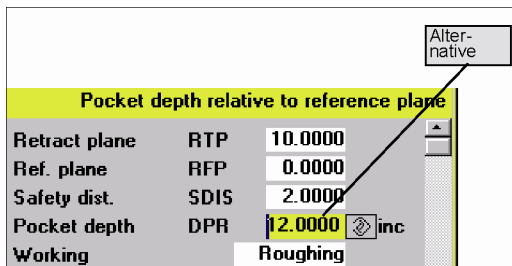 Alter-
native
Pocket depth relative to reference plane
Retract plane RTP 10.0000
Ref. plane RFP 0.0000
Safety dist. SDIS 2.0000
Pocket depth DPR 12.0000 inc
Working Roughing